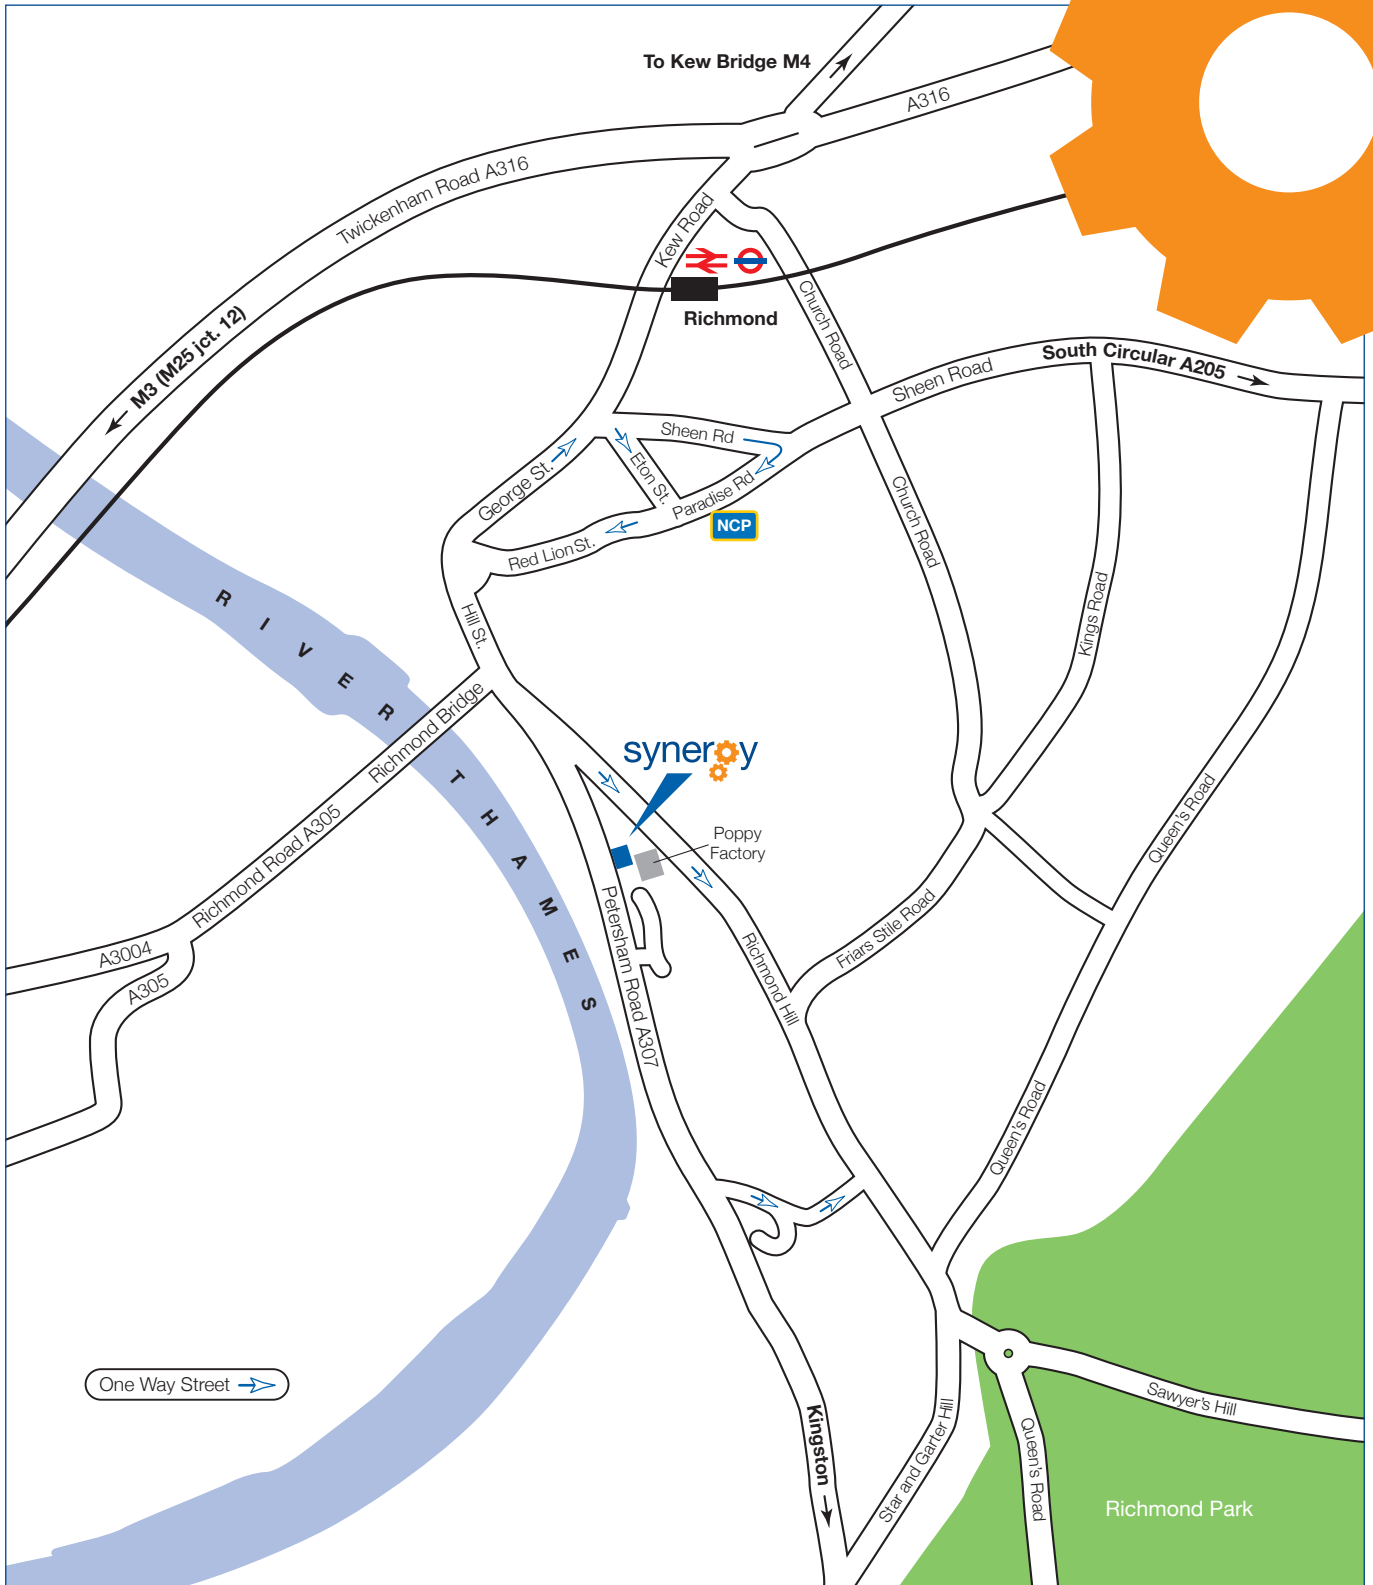 To Kew Bridge M4
A316
Twickenham Road A316
Kew Road
Richmond
Church Road
M3 (M25 jct. 12)
South Circular A205
Sheen Road
Sheen Rd
George St.
Eton St.
Paradise Rd
NCP
Red Lion St.
Church Road
Kings Road
Hill St.
RIVER THAMES
Richmond Bridge
synergy
Poppy
Factory
Queen's Road
Richmond Road A305
Petersham Road A307
Friars Stile Road
Richmond Hill
A3004
A305
Queen's Road
One Way Street
Kingston
Star and Garter Hill
Sawyer's Hill
Queen's Road
Richmond Park